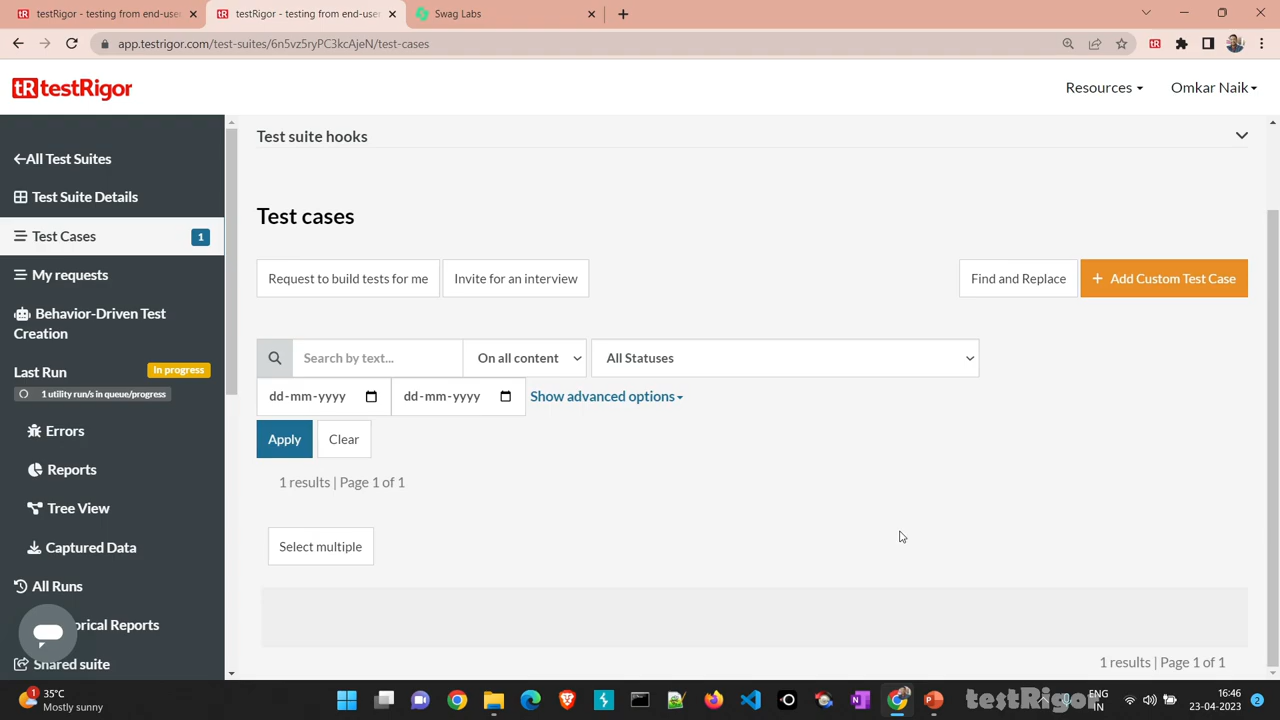 testRigor - testing from end-user
testRigor - testing from end-user
Swag Labs
app.testrigor.com/test-suites/6n5vz5ryPC3kcAjeN/test-cases
tR testRigor
Resources
Omkar Naik
All Test Suites
Test Suite Details
Test Cases 1
My requests
Behavior-Driven Test
Creation
Last Run In progress
1 utility run/s in queue/progress
Errors
Reports
Tree View
Captured Data
All Runs
orical Reports
Shared suite
Test suite hooks
Test cases
Request to build tests for me
Invite for an interview
Find and Replace
+ Add Custom Test Case
Search by text...
On all content
All Statuses
dd-mm-yyyy
dd-mm-yyyy
Show advanced options
Apply
Clear
1 results | Page 1 of 1
Select multiple
1 results | Page 1 of 1
1
35°C
Mostly sunny
testRigor
ENG
IN
16:46
23-04-2023
2